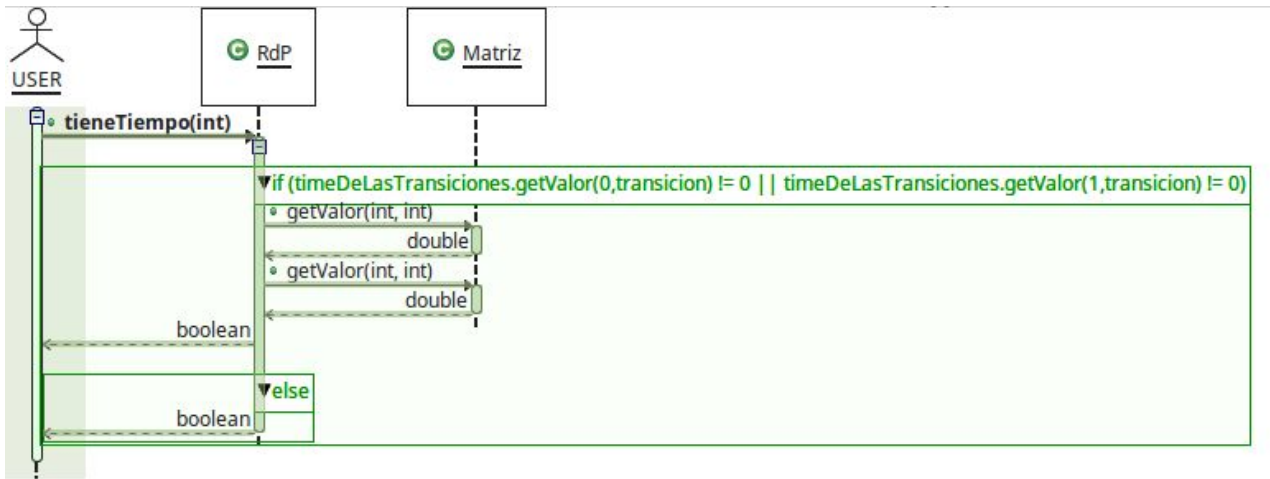 C RdP
C Matriz
USER
tieneTiempo(int)
if (timeDeLasTransiciones.getValor(0,transicion) != 0 || timeDeLasTransiciones.getValor(1,transicion) != 0)
getValor(int, int)
double
getValor(int, int)
double
boolean
else
boolean